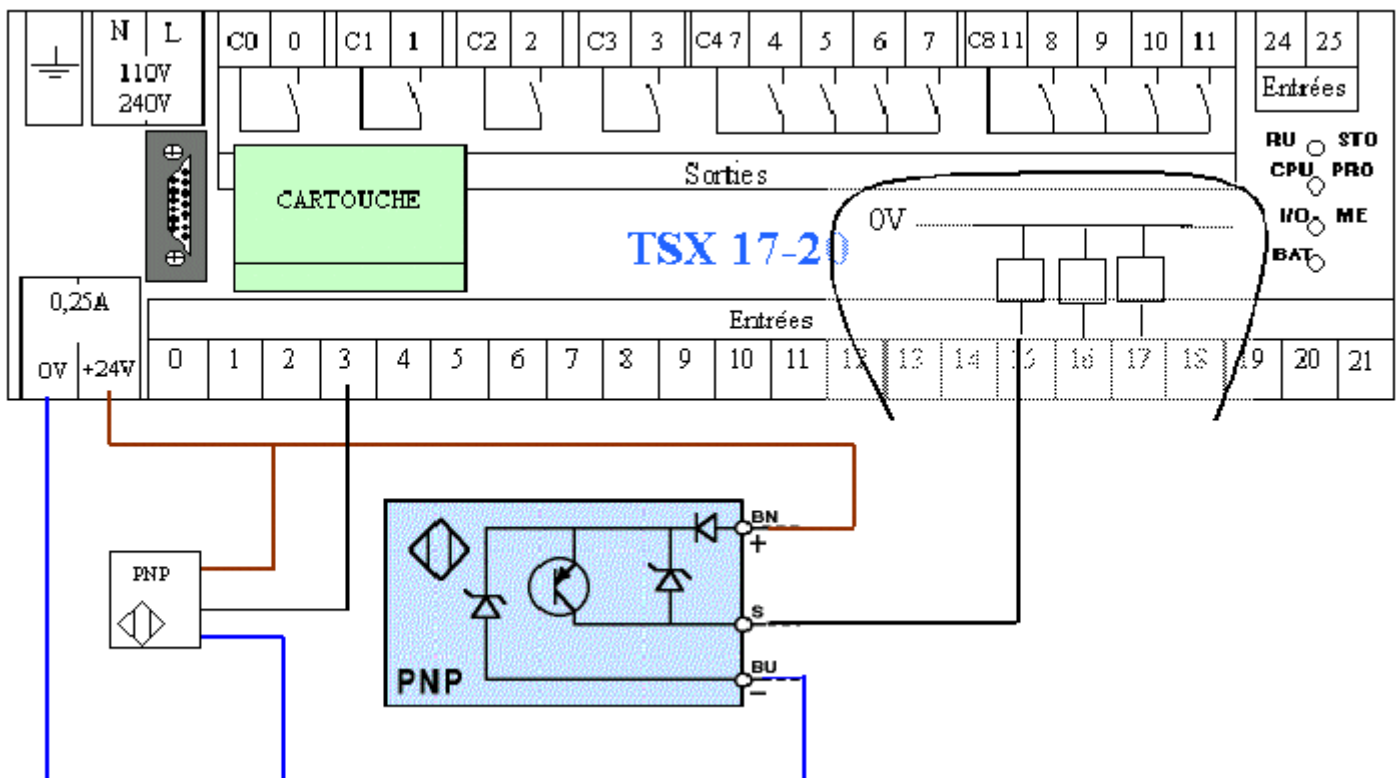 N L
110V
240V
C0 0 C1 1 C2 2 C3 3 C4 7 4 5 6 7 C8 11 8 9 10 11
24 25
Entrées
RU STO
CPU PRO
I/O ME
BAT
Sorties
CARTOUCHE
TSX 17-20
0V
0,25A
0V +24V
Entrées
0 1 2 3 4 5 6 7 8 9 10 11 12 13 14 15 16 17 18 19 20 21
PNP
BN
+
S
BU
–
PNP